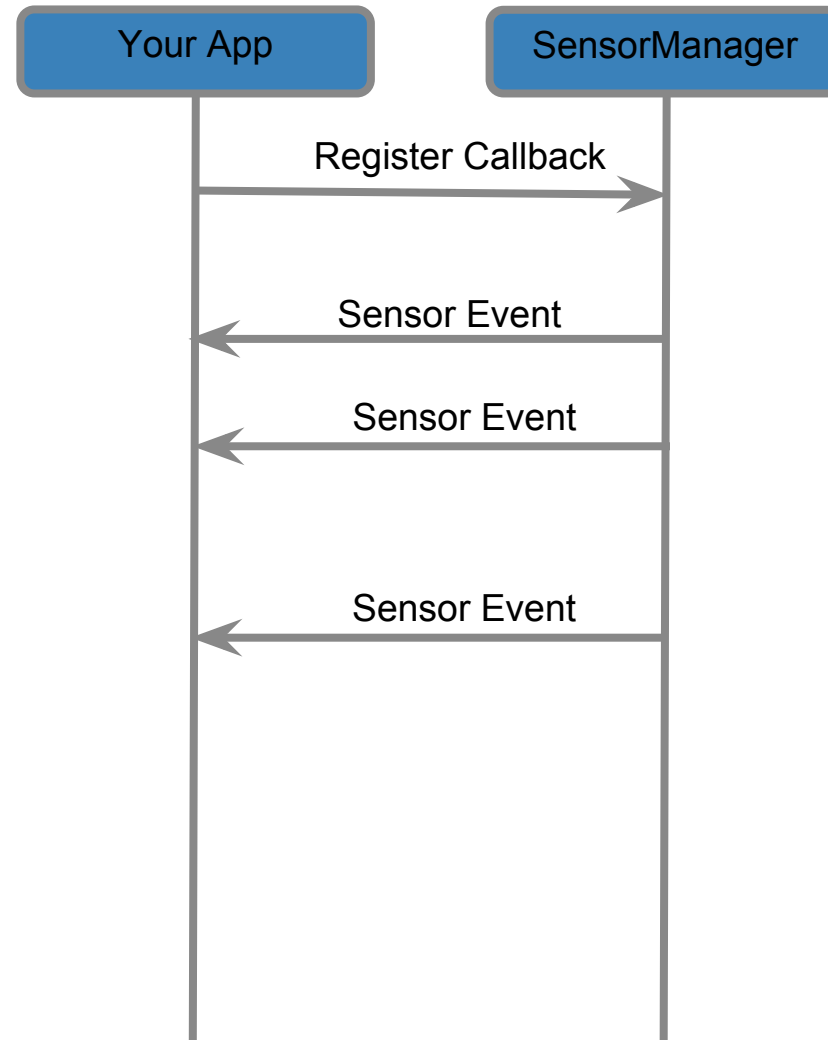 Your App
SensorManager
Register Callback
Sensor Event
Sensor Event
Sensor Event